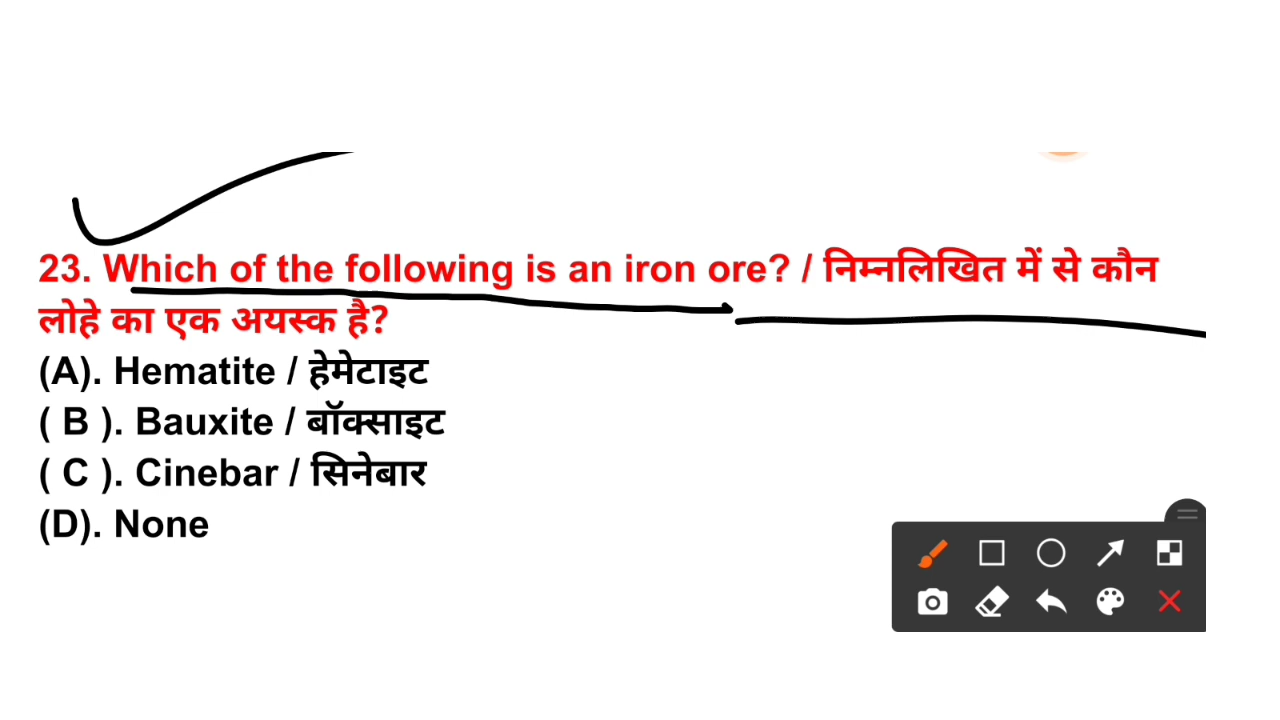 23. Which of the following is an iron ore? / निम्नलिखित में से कौन
लोहे का एक अयस्क है?
(A). Hematite / हेमेटाइट
( B ). Bauxite / बॉक्साइट
( C ). Cinebar / सिनेबार
(D). None